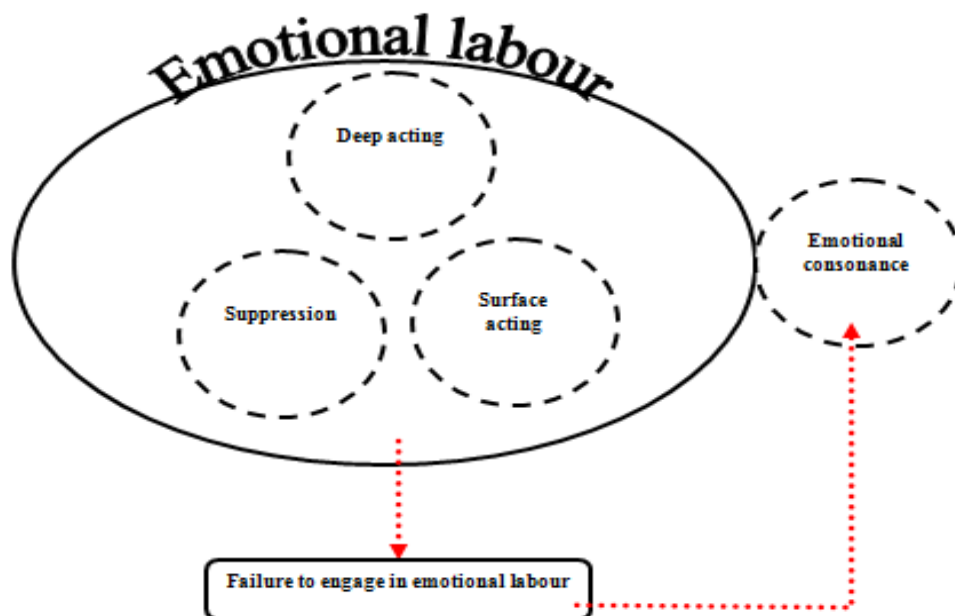 Emotional labour
Deep acting
Emotional
consonance
Suppression
Surface
acting
Failure to engage in emotional labour